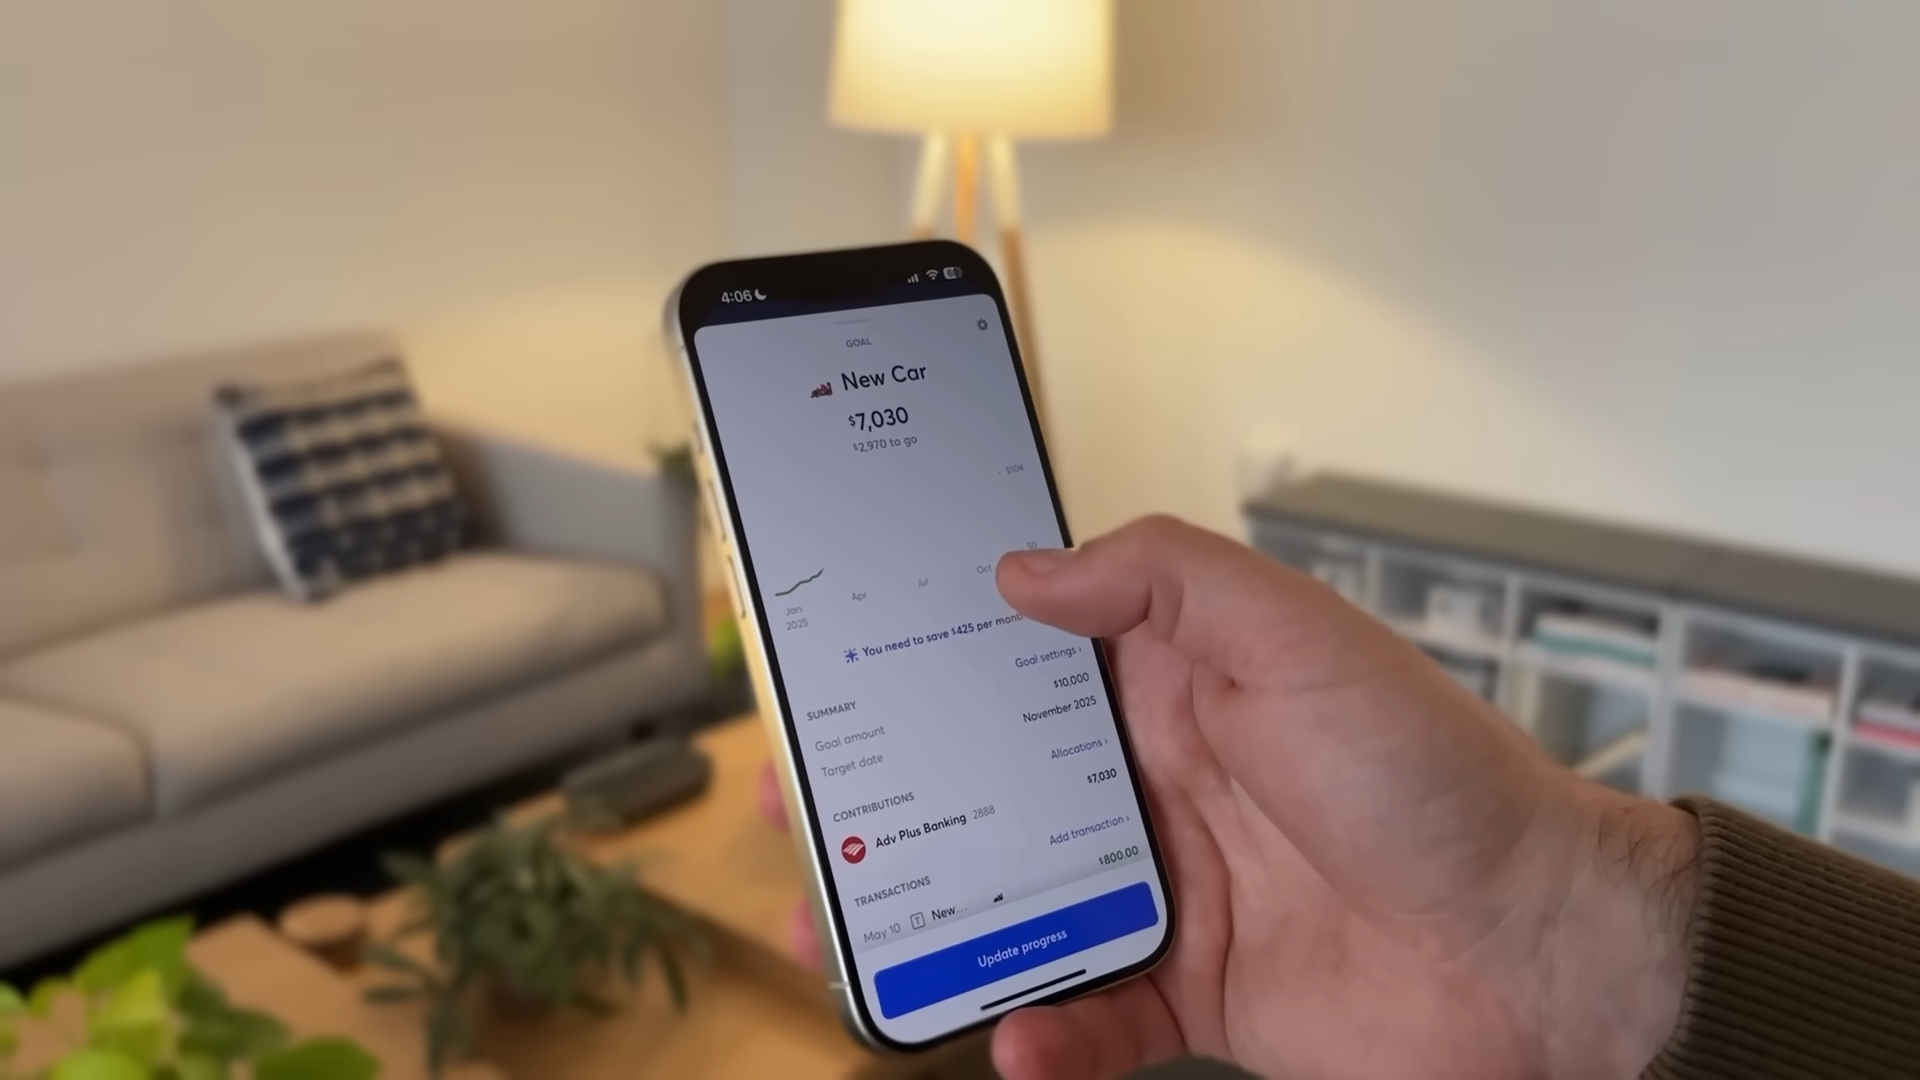 4:06
GOAL
New Car
$7,030
$2,970 to go
$10K
$0
Jan Apr Jul Oct
2025
You need to save $425 per month
SUMMARY Goal settings ›
Goal amount $10,000
Target date November 2025
CONTRIBUTIONS Allocations ›
Adv Plus Banking 2888 $7,030
TRANSACTIONS Add transaction ›
May 10 T New... $800.00
Update progress